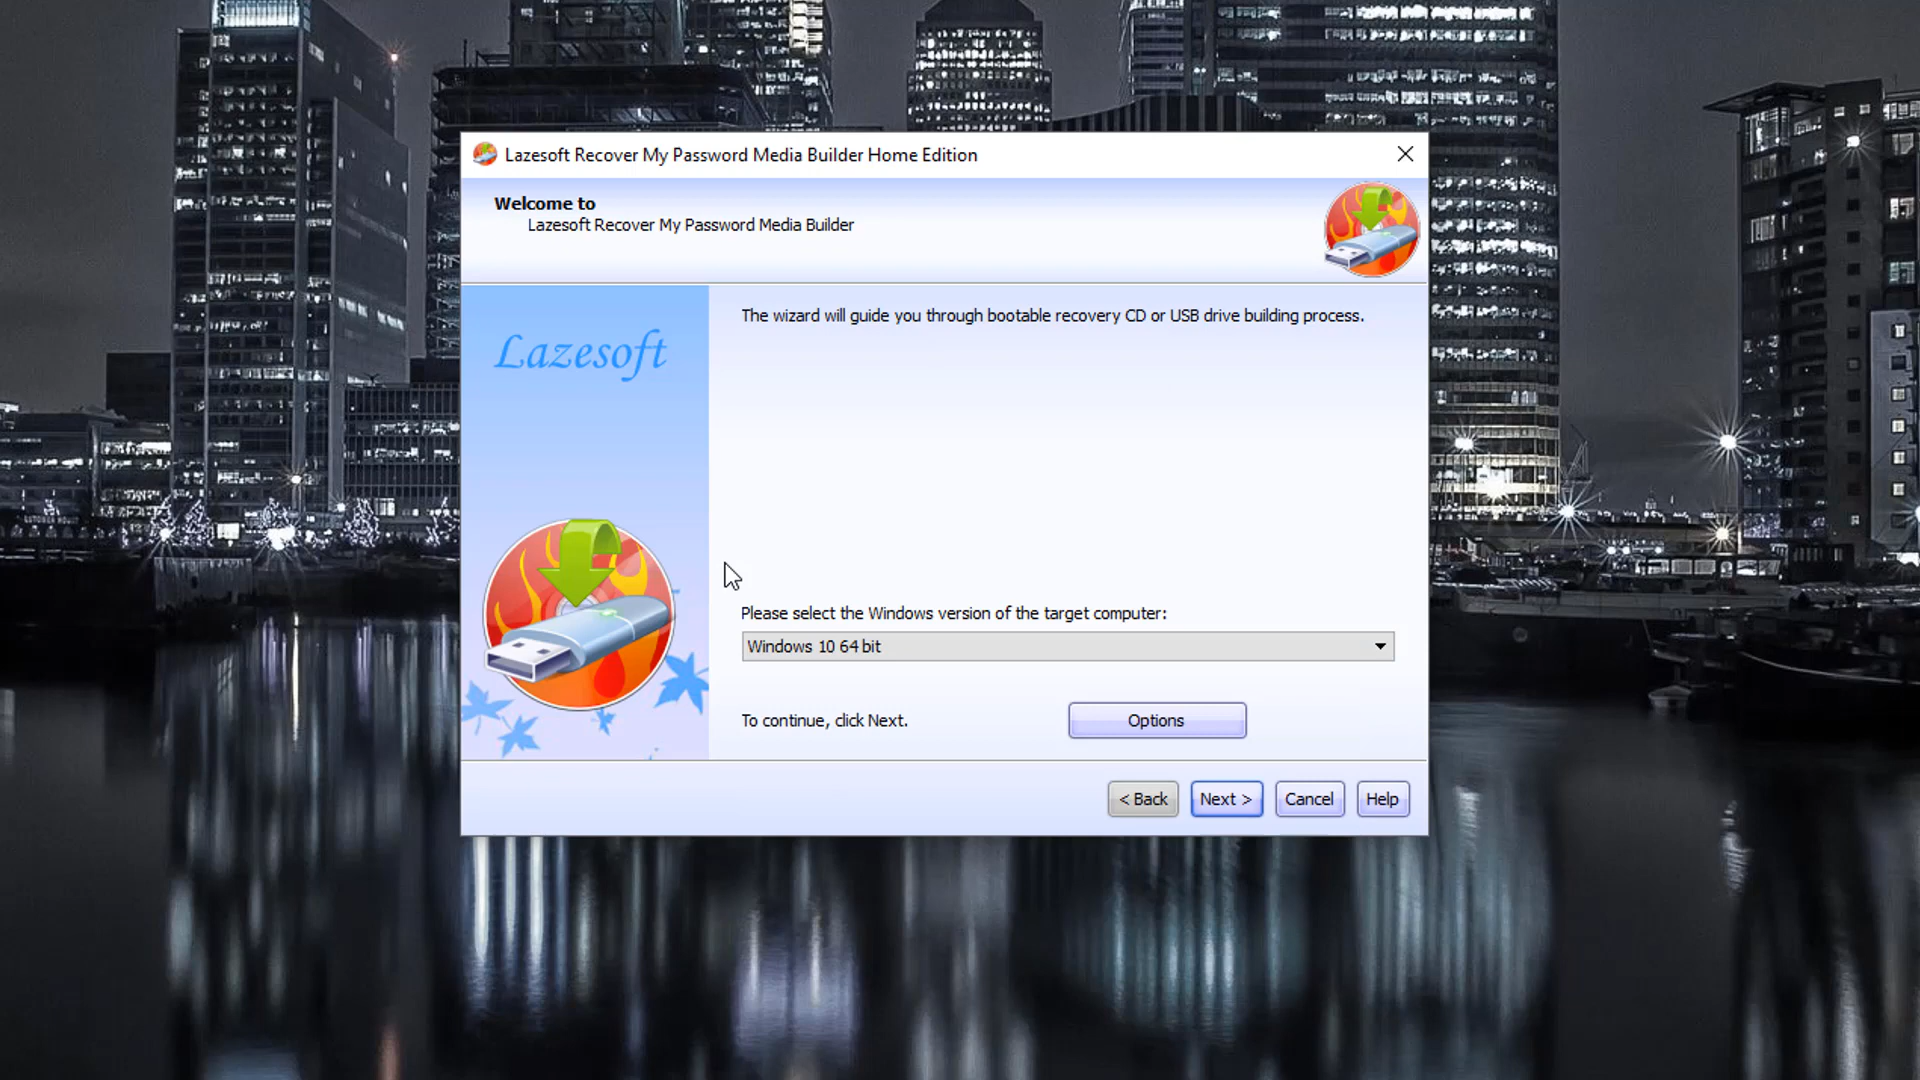 Lazesoft Recover My Password Media Builder Home Edition
Welcome to
Lazesoft Recover My Password Media Builder
The wizard will guide you through bootable recovery CD or USB drive building process.
Lazesoft
Please select the Windows version of the target computer:
Windows 10 64 bit
To continue, click Next.
Options
< Back
Next >
Cancel
Help